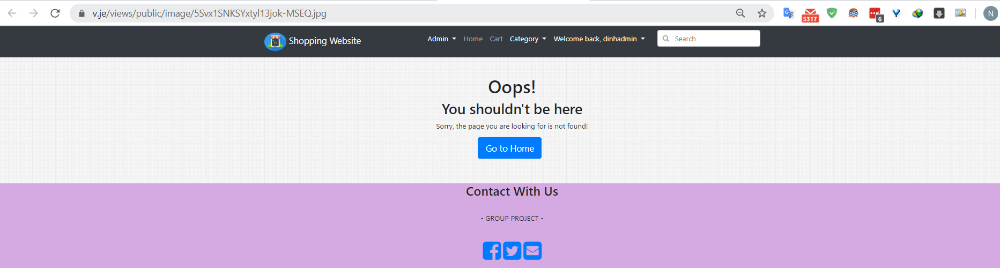 v.je/views/public/image/5Svx1SNKSYxtyl13jok-MSEQ.jpg
5317
6
N
Shopping Website
Admin
Home
Cart
Category
Welcome back, dinhadmin
Search
Oops!
You shouldn't be here
Sorry, the page you are looking for is not found!
Go to Home
Contact With Us
- GROUP PROJECT -